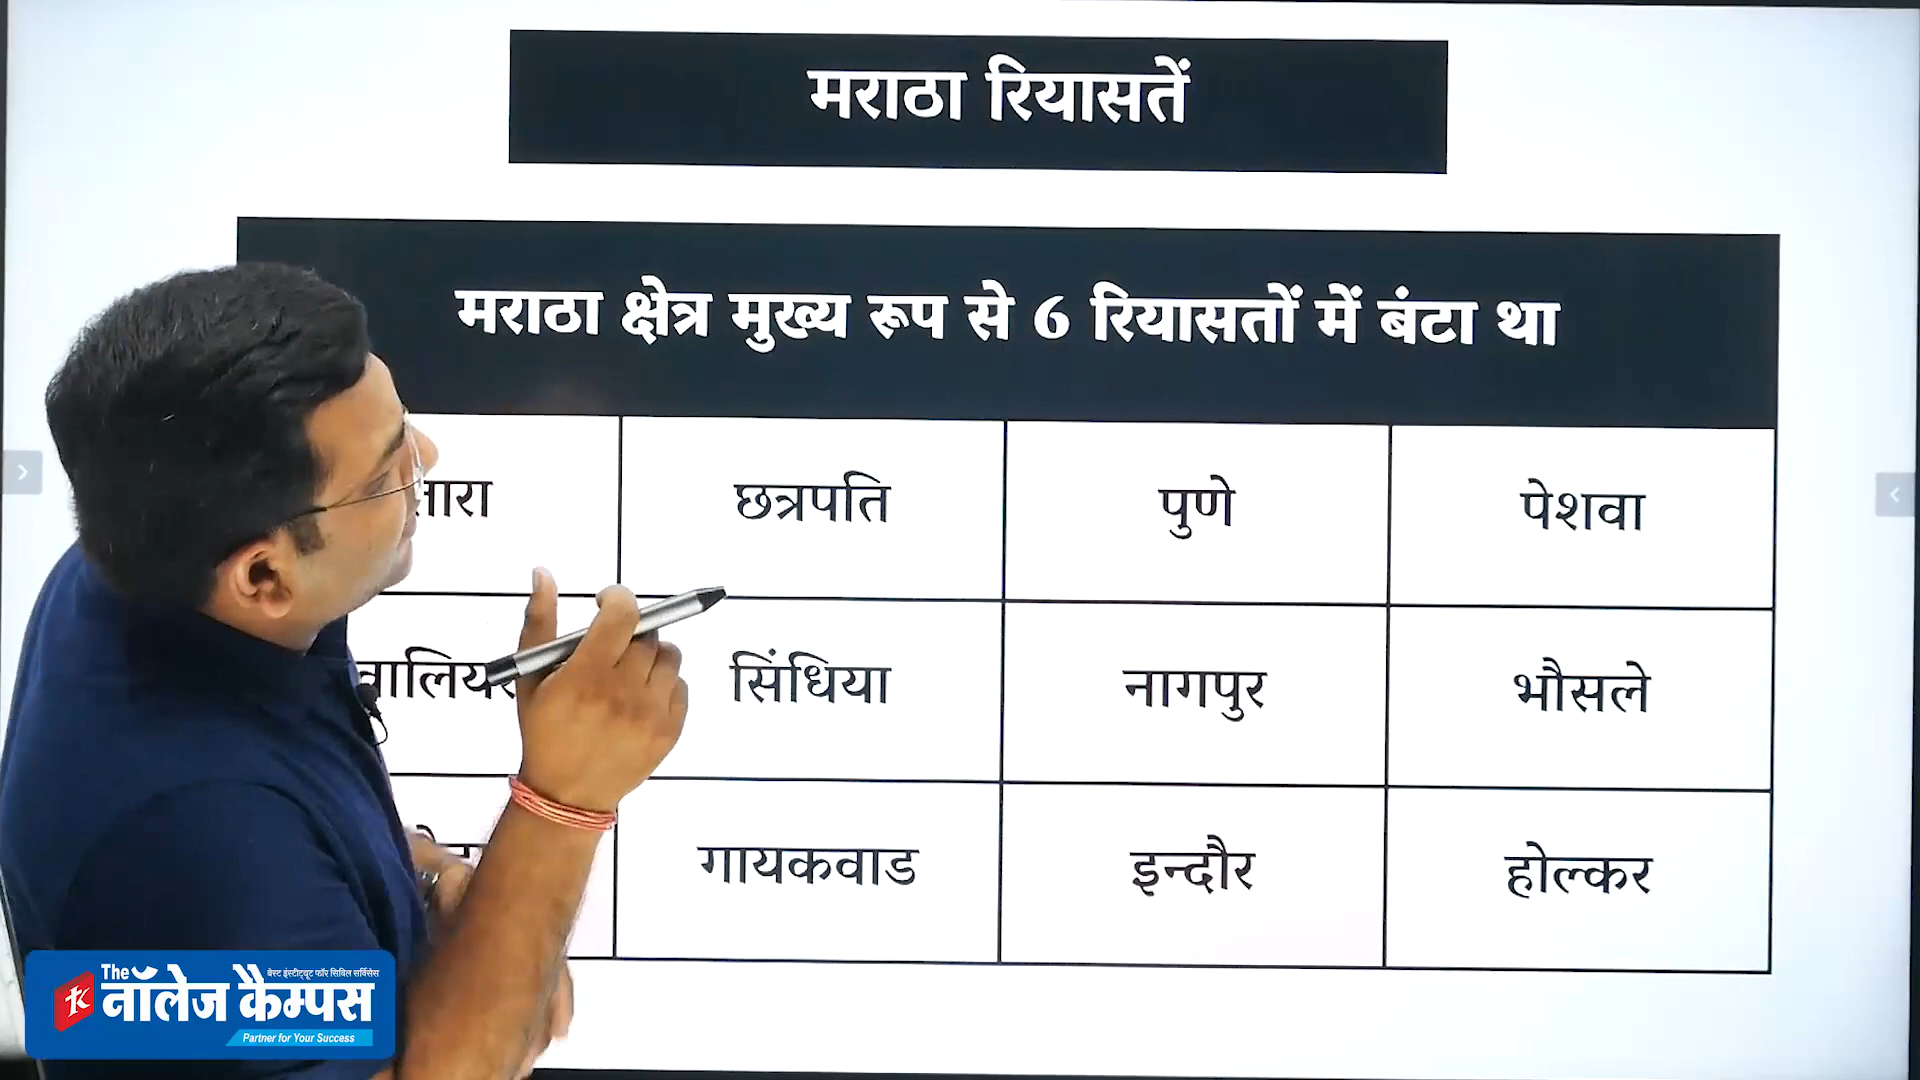 मराठा रियासतें
मराठा क्षेत्र मुख्य रूप से 6 रियासतों में बंटा था
छत्रपति पुणे पेशवा
सिंधिया नागपुर भौसले
गायकवाड इन्दौर होल्कर
The
बेस्ट इंस्टीट्यूट फॉर सिविल सर्विसेस
नॉलेज कैम्पस
Partner for Your Success